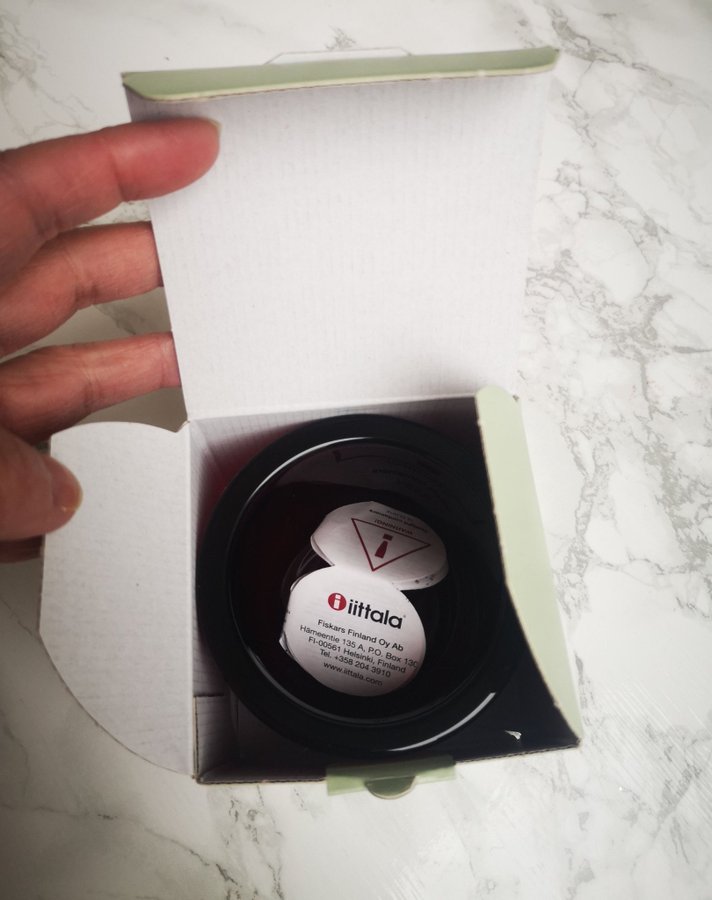 WARNING!
iittala
Fiskars Finland Oy Ab
Hämeentie 135 A, P.O. Box 130
FI-00561 Helsinki, Finland
Tel. +358 204 3910
www.iittala.com